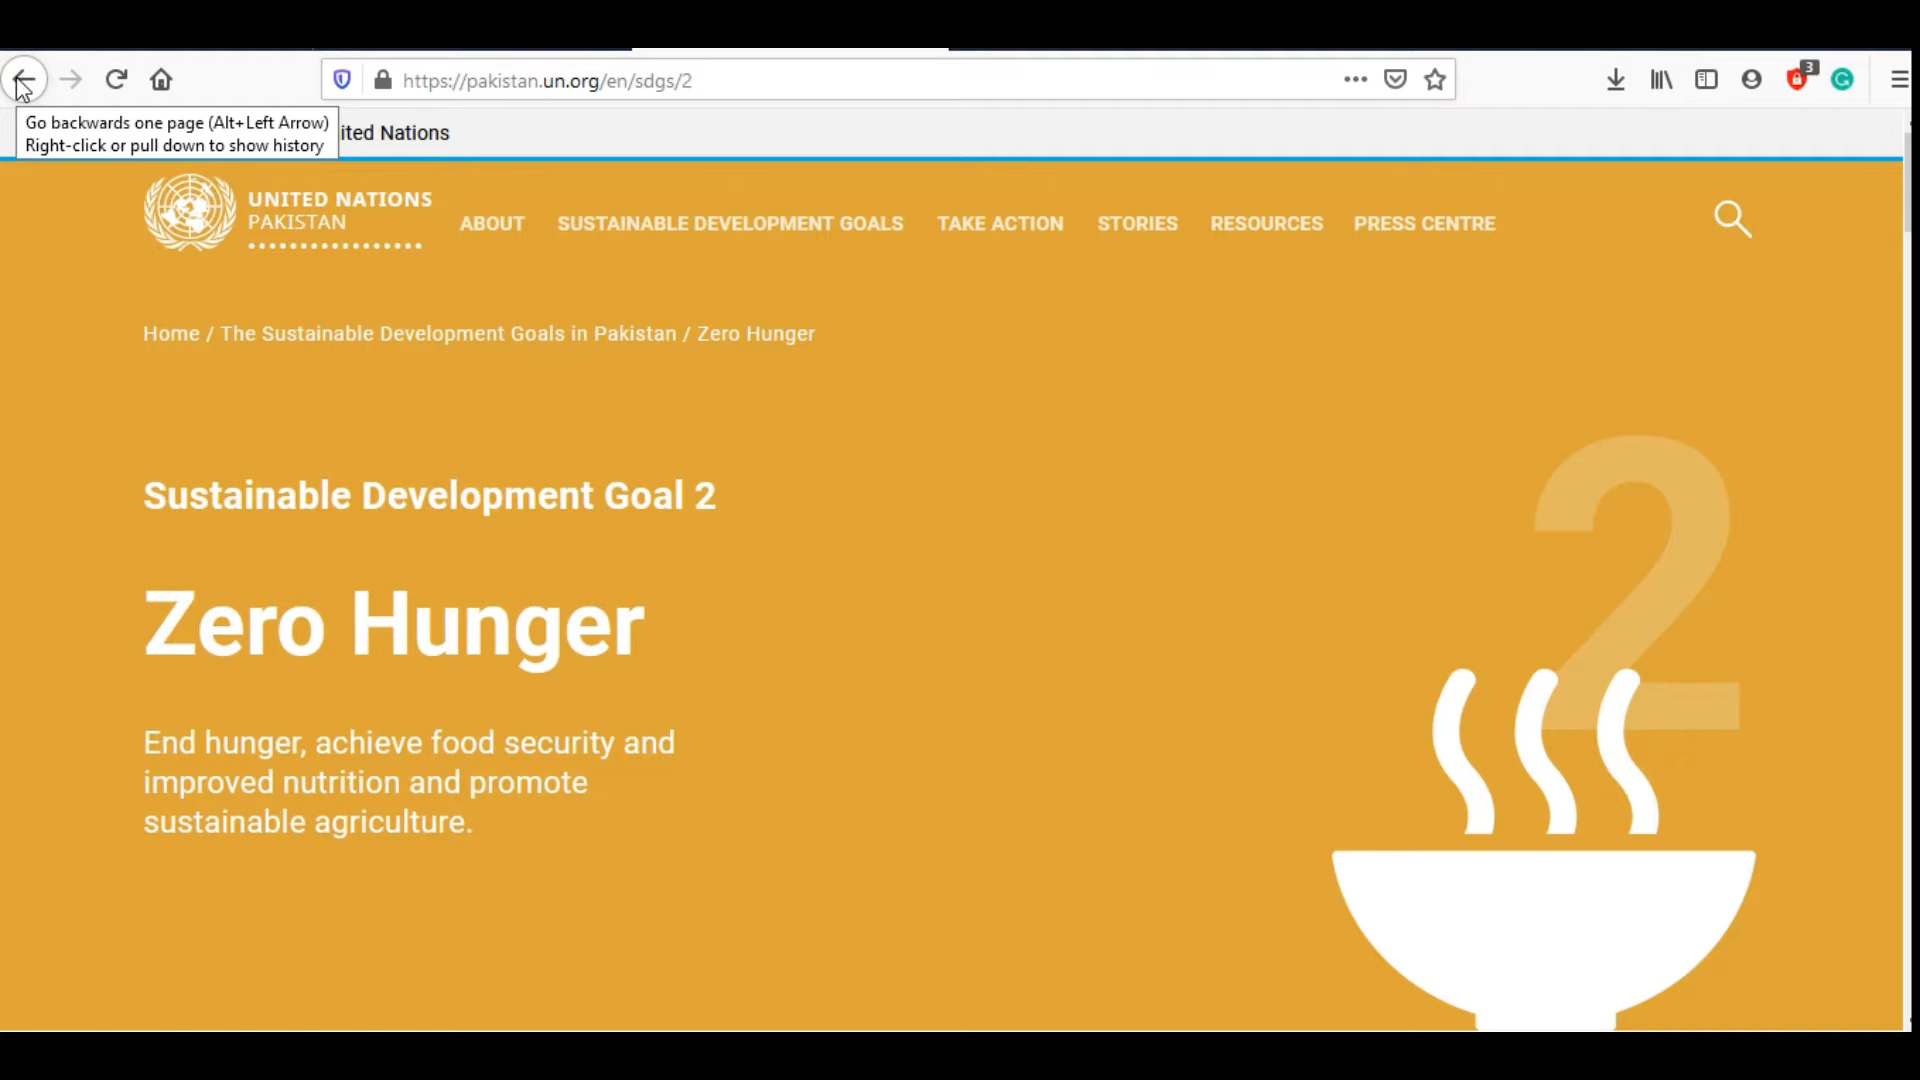 https://pakistan.un.org/en/sdgs/2
3
Go backwards one page (Alt+Left Arrow)
Right-click or pull down to show history
ited Nations
UNITED NATIONS
PAKISTAN
ABOUT SUSTAINABLE DEVELOPMENT GOALS TAKE ACTION STORIES RESOURCES PRESS CENTRE
Home / The Sustainable Development Goals in Pakistan / Zero Hunger
2
Sustainable Development Goal 2
Zero Hunger
End hunger, achieve food security and
improved nutrition and promote
sustainable agriculture.